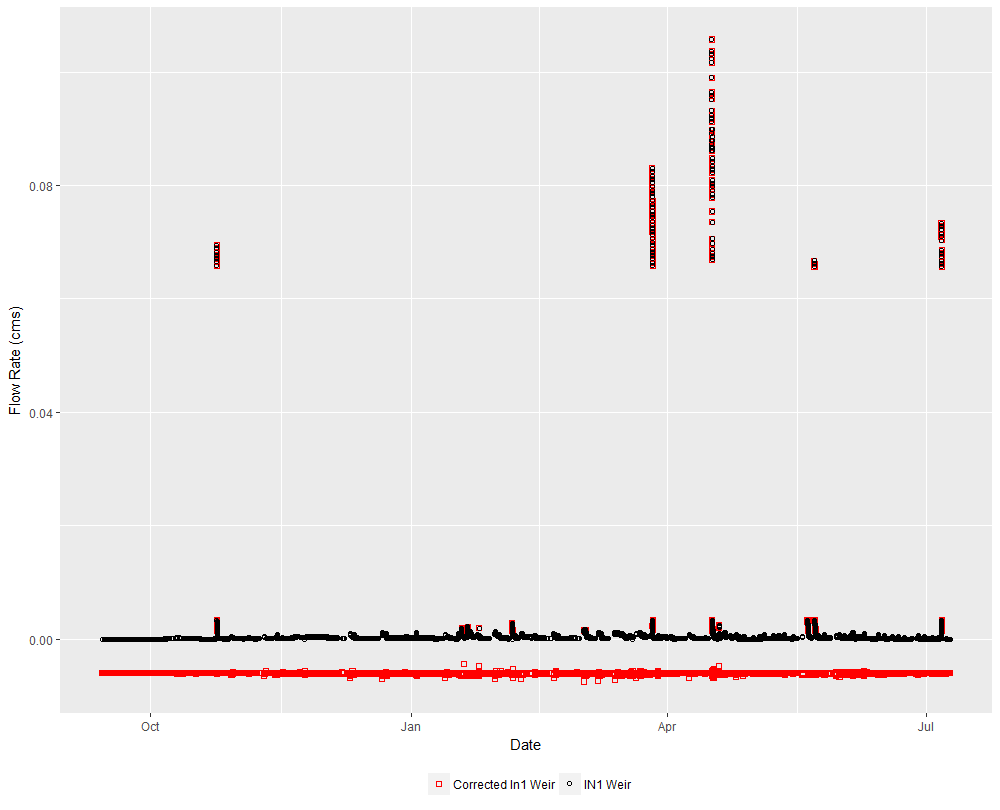 0.08
0.04
0.00
Flow Rate (cms)
Oct Jan Apr Jul
Date
Corrected In1 Weir IN1 Weir